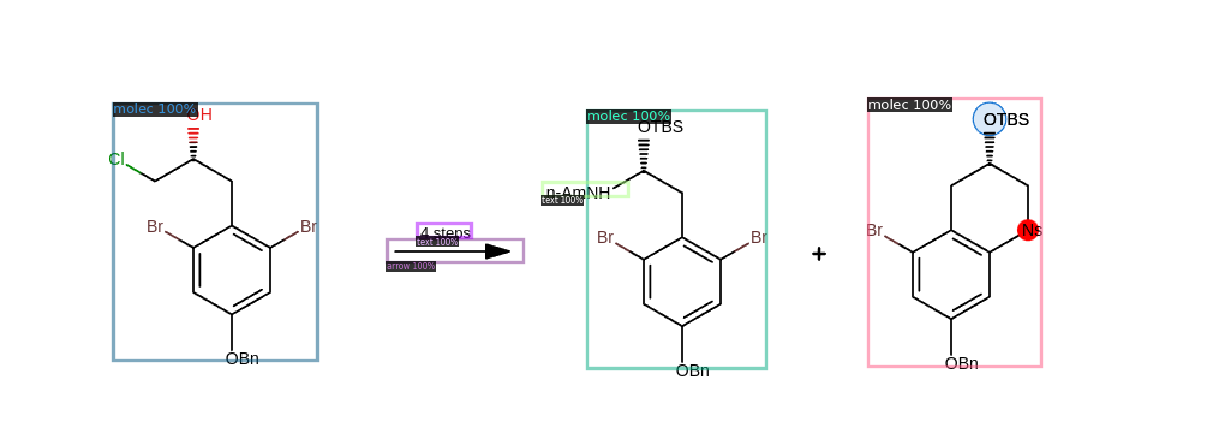 molec 100%
OH
Cl
Br
Br
OBn
4 steps
text 100%
arrow 100%
molec 100%
OTBS
n-AmNH
text 100%
Br
Br
OBn
+
molec 100%
OTBS
Br
Ns
OBn